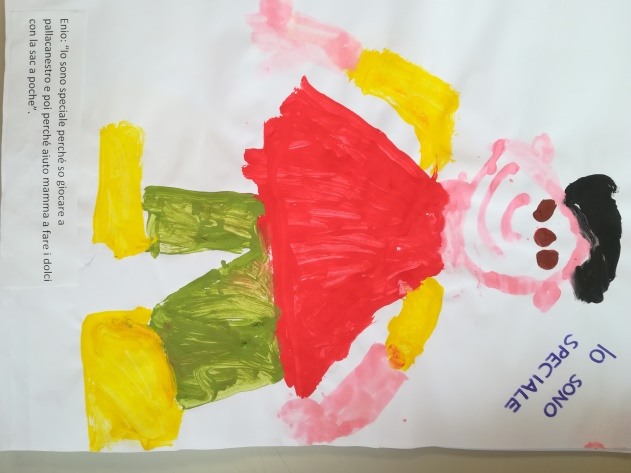 IO SONO
SPECIALE
Enio: “Io sono speciale perché so giocare a
pallacanestro e poi perché aiuto mamma a fare i dolci
con la sac a poche”.